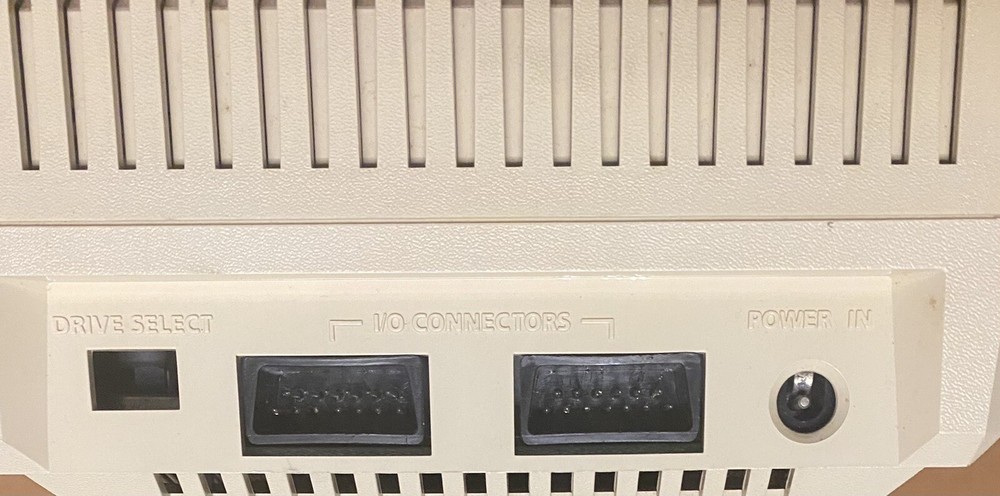 DRIVE SELECT
I/O CONNECTORS
POWER IN